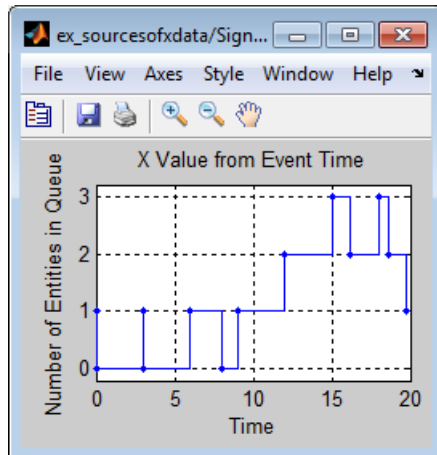 ex_sourcesofxdata/Sign...
File View Axes Style Window Help
X Value from Event Time
Number of Entities in Queue
3
2
1
0
0 5 10 15 20
Time